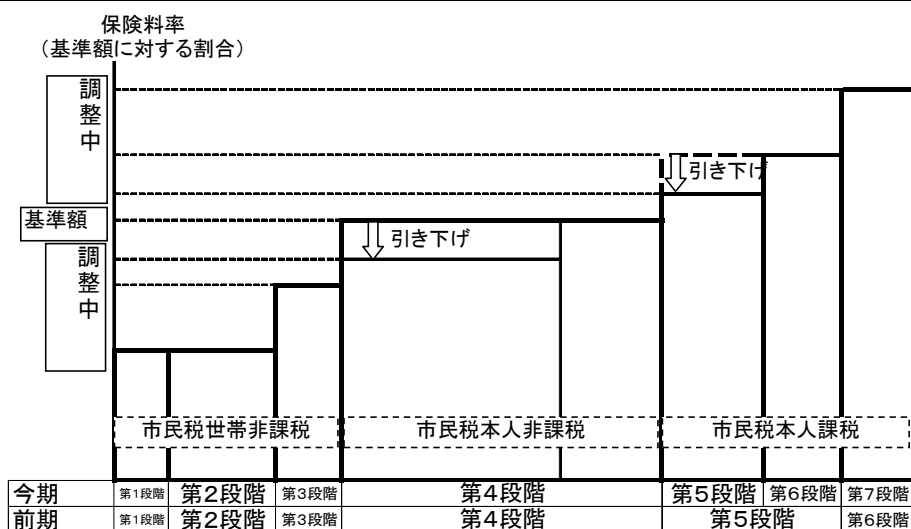 保険料率
(基準額に対する割合)
調整中
引き下げ
基準額
引き下げ
調整中
市民税世帯非課税 市民税本人非課税 市民税本人課税
今期 第1段階 第2段階 第3段階 第4段階 第5段階 第6段階 第7段階
前期 第1段階 第2段階 第3段階 第4段階 第5段階 第6段階